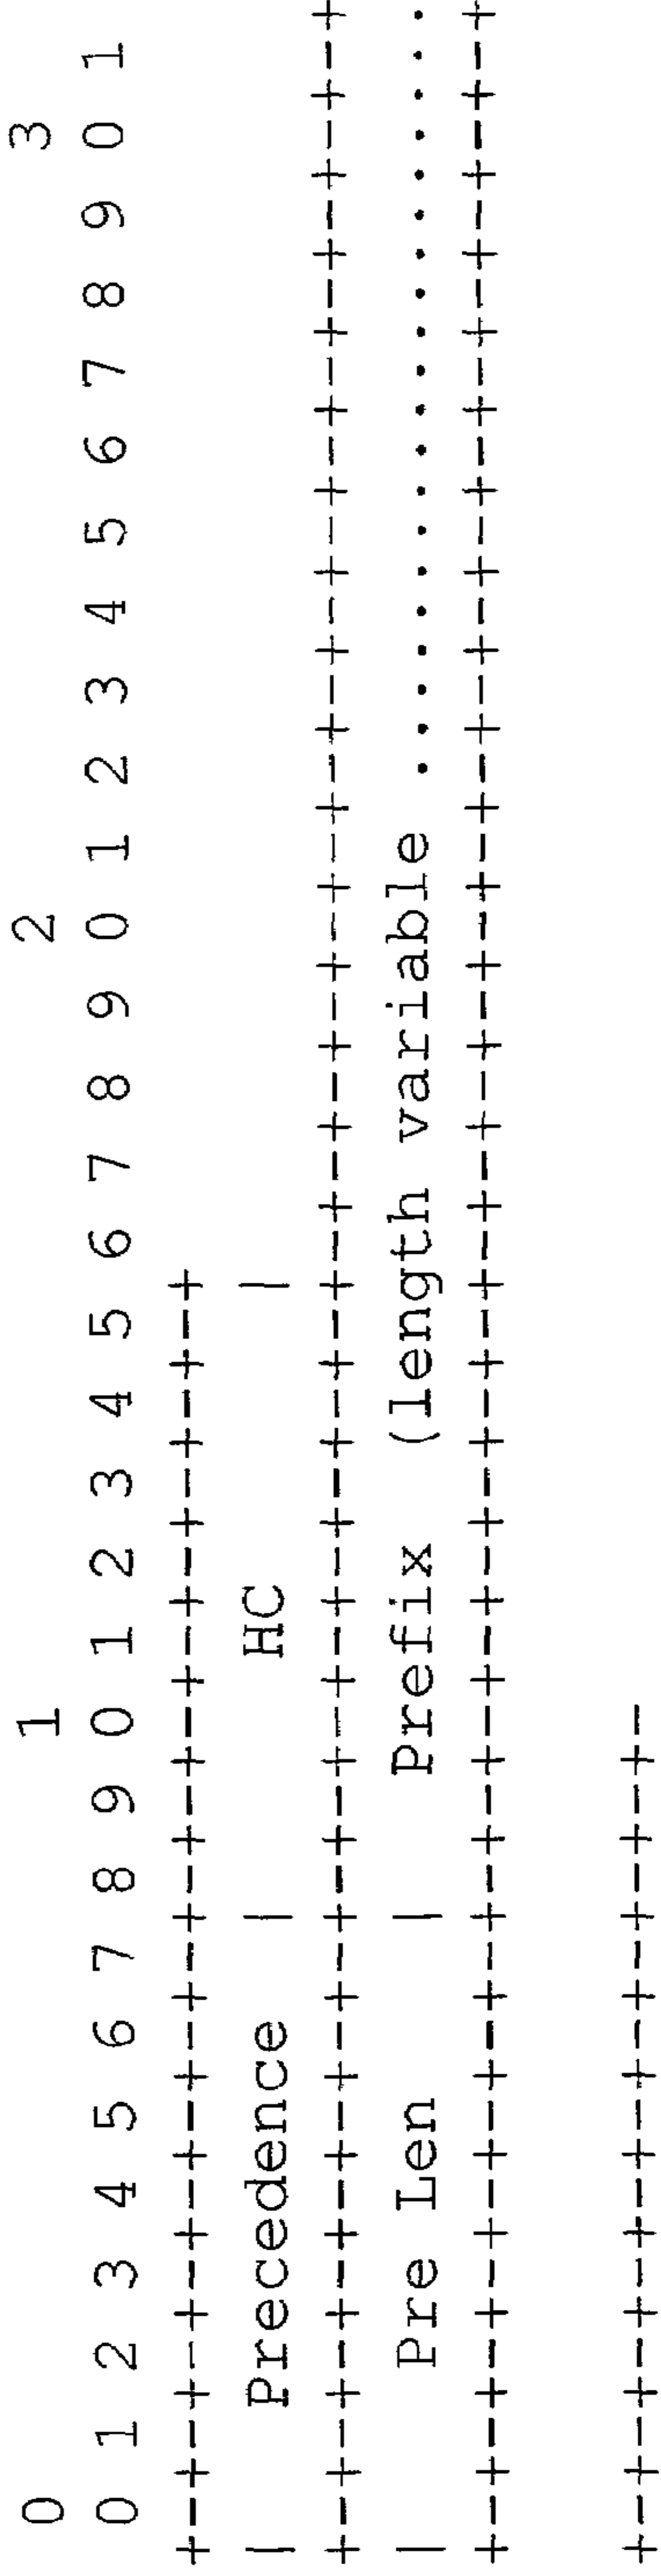 0                   1                   2                   3
 0 1 2 3 4 5 6 7 8 9 0 1 2 3 4 5 6 7 8 9 0 1 2 3 4 5 6 7 8 9 0 1
+-+-+-+-+-+-+-+-+-+-+-+-+-+-+-+-+
|   Precedence  |      HC       |
+-+-+-+-+-+-+-+-+-+-+-+-+-+-+-+-+-+-+-+-+-+-+-+-+-+-+-+-+-+-+-+-+
|    Pre Len    |   Prefix  (length variable ....................
+-+-+-+-+-+-+-+-+-+-+-+-+-+-+-+-+-+-+-+-+-+-+-+-+-+-+-+-+-+-+-+-+
+-+-+-+-+-+-+-+-+-+-+-